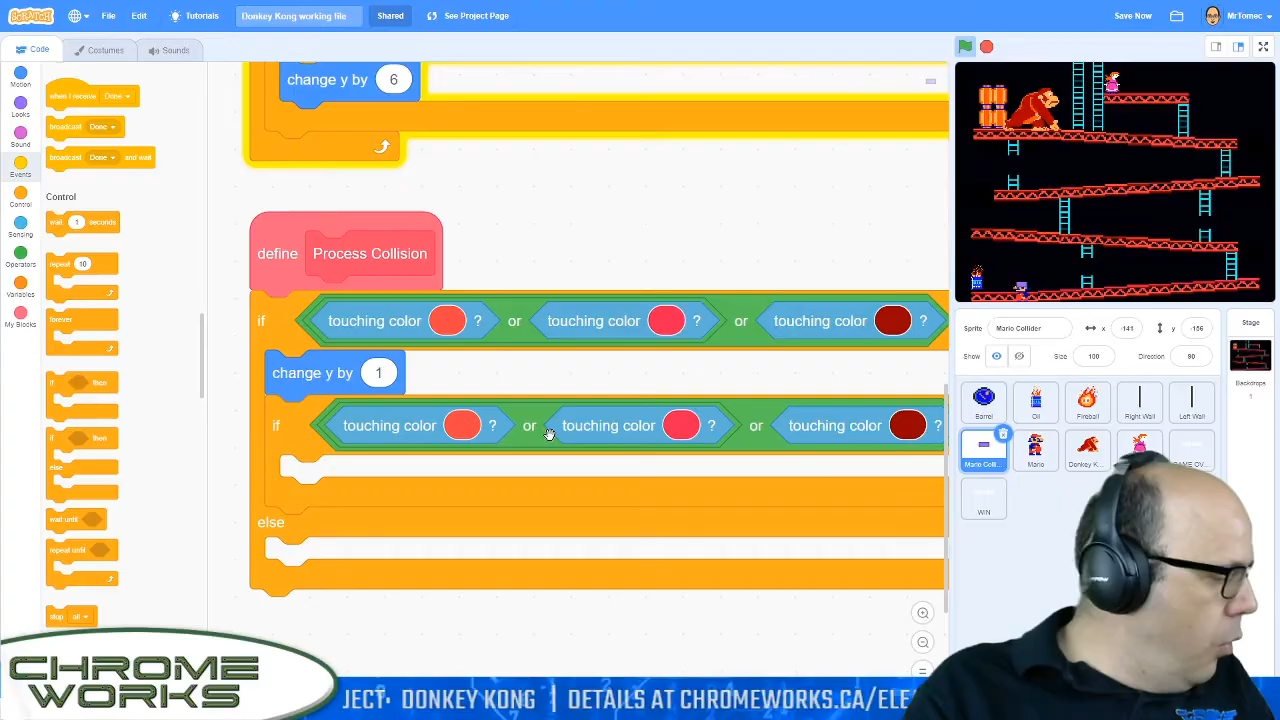 SCRATCH File Edit Tutorials Donkey Kong working file Shared See Project Page Save Now MrTomec
Code Costumes Sounds
Motion
Looks
Sound
Events
Control
Sensing
Operators
Variables
My Blocks
when I receive Done
broadcast Done
broadcast Done and wait
Control
wait 1 seconds
repeat 10
forever
if then
if then
else
wait until
repeat until
stop all
change y by 6
define Process Collision
if touching color ? or touching color ? or touching color ?
change y by 1
if touching color ? or touching color ? or touching color ?
else
Sprite Mario Collider x -141 y -156
Show Size 100 Direction 90
Stage
Backdrops
1
Barrel Oil Fireball Right Wall Left Wall
Mario Colli... Mario Donkey K...
WIN
CHROME
WORKS
JECT: DONKEY KONG | DETAILS AT CHROMEWORKS.CA/ELE